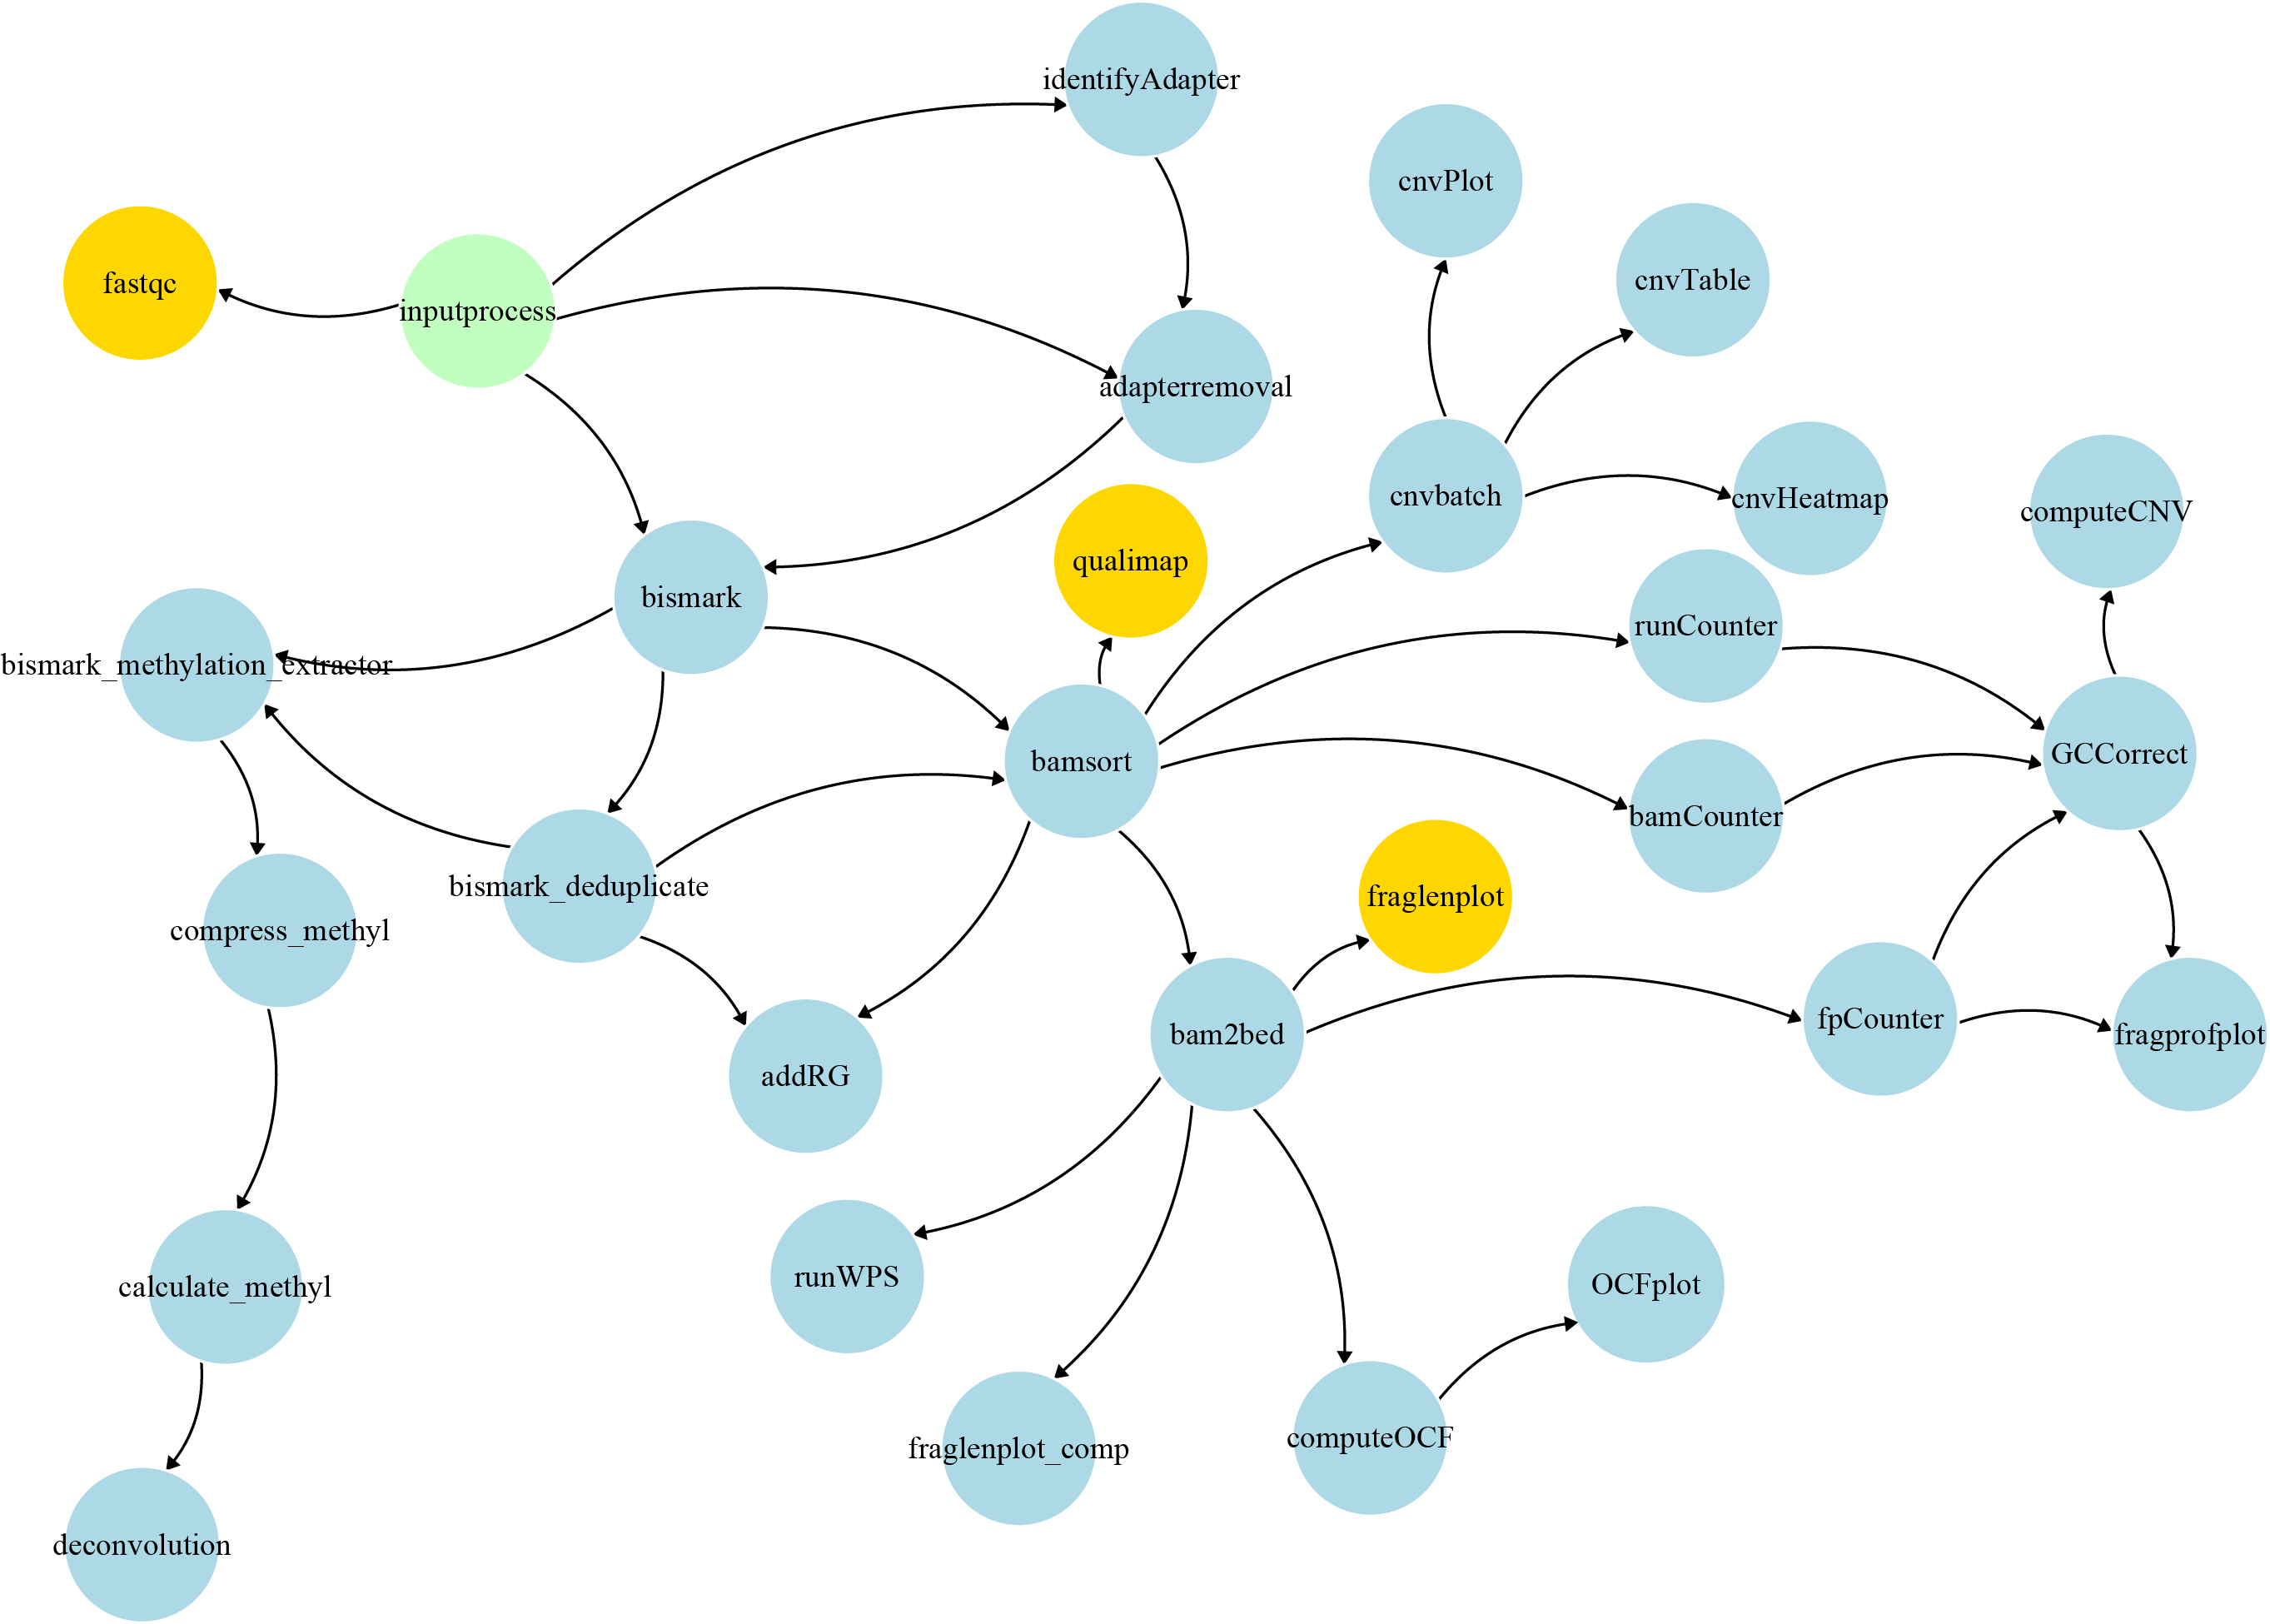 identifyAdapter
cnvPlot
cnvTable
fastqc
inputprocess
adapterremoval
cnvbatch
cnvHeatmap
computeCNV
qualimap
bismark
runCounter
bismark_methylation_extractor
bamsort
GCCorrect
bamCounter
bismark_deduplicate
fraglenplot
compress_methyl
fpCounter
bam2bed
fragprofplot
addRG
runWPS
OCFplot
calculate_methyl
computeOCF
fraglenplot_comp
deconvolution